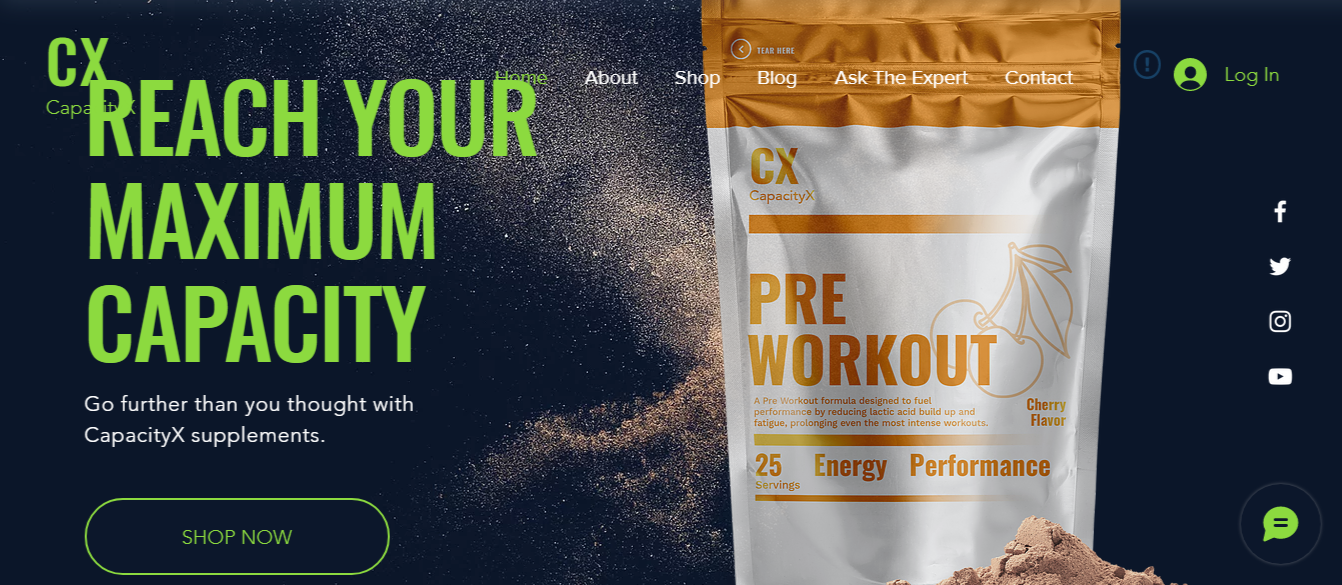 CX
CapacityX
Home About Shop Blog Ask The Expert Contact
Log In
REACH YOUR
MAXIMUM
CAPACITY
Go further than you thought with
CapacityX supplements.
SHOP NOW
TEAR HERE
CX
CapacityX
PRE
WORKOUT
A Pre Workout formula designed to fuel
performance by reducing lactic acid build up and
fatigue, prolonging even the most intense workouts.
Cherry
Flavor
25 Energy Performance
Servings